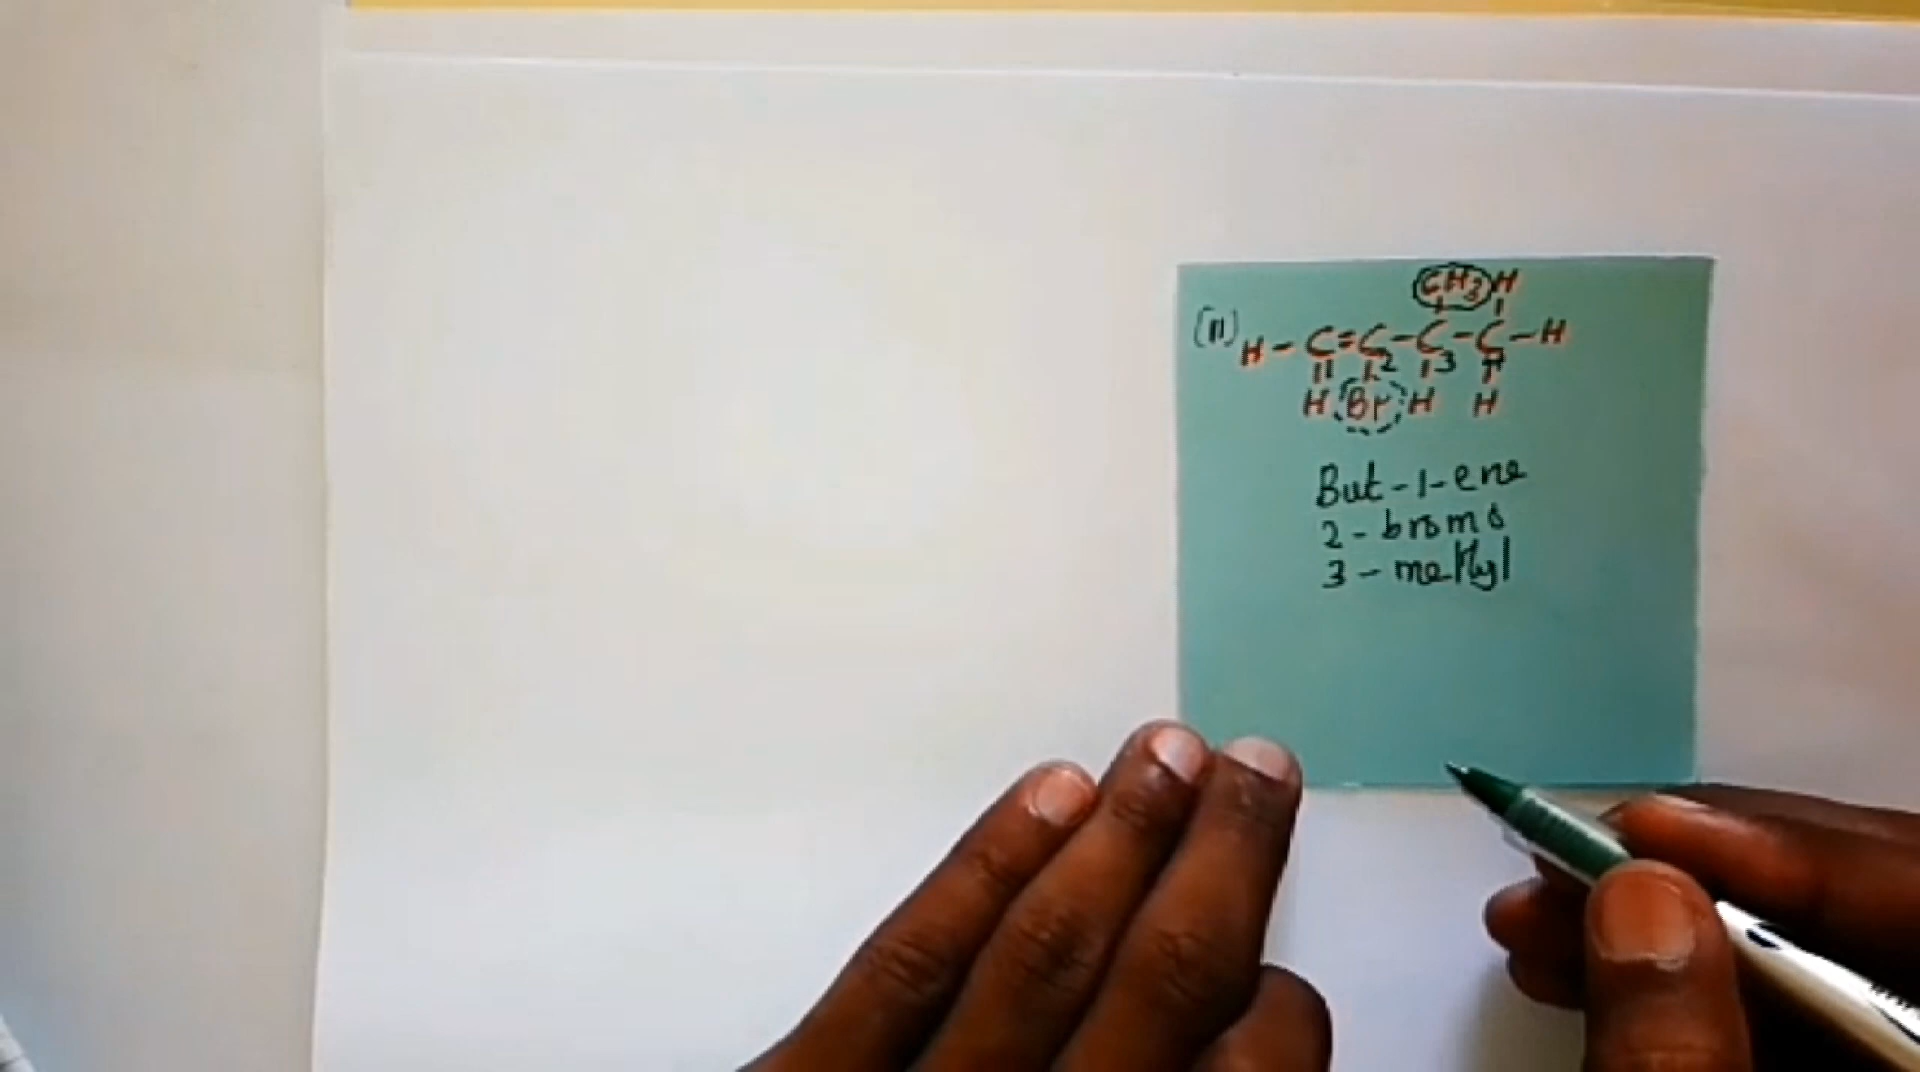 CH3 H
(II) H - C = C - C - C - H
1 2 3 4
H Br H H
But-1-ene
2-bromo
3-methyl